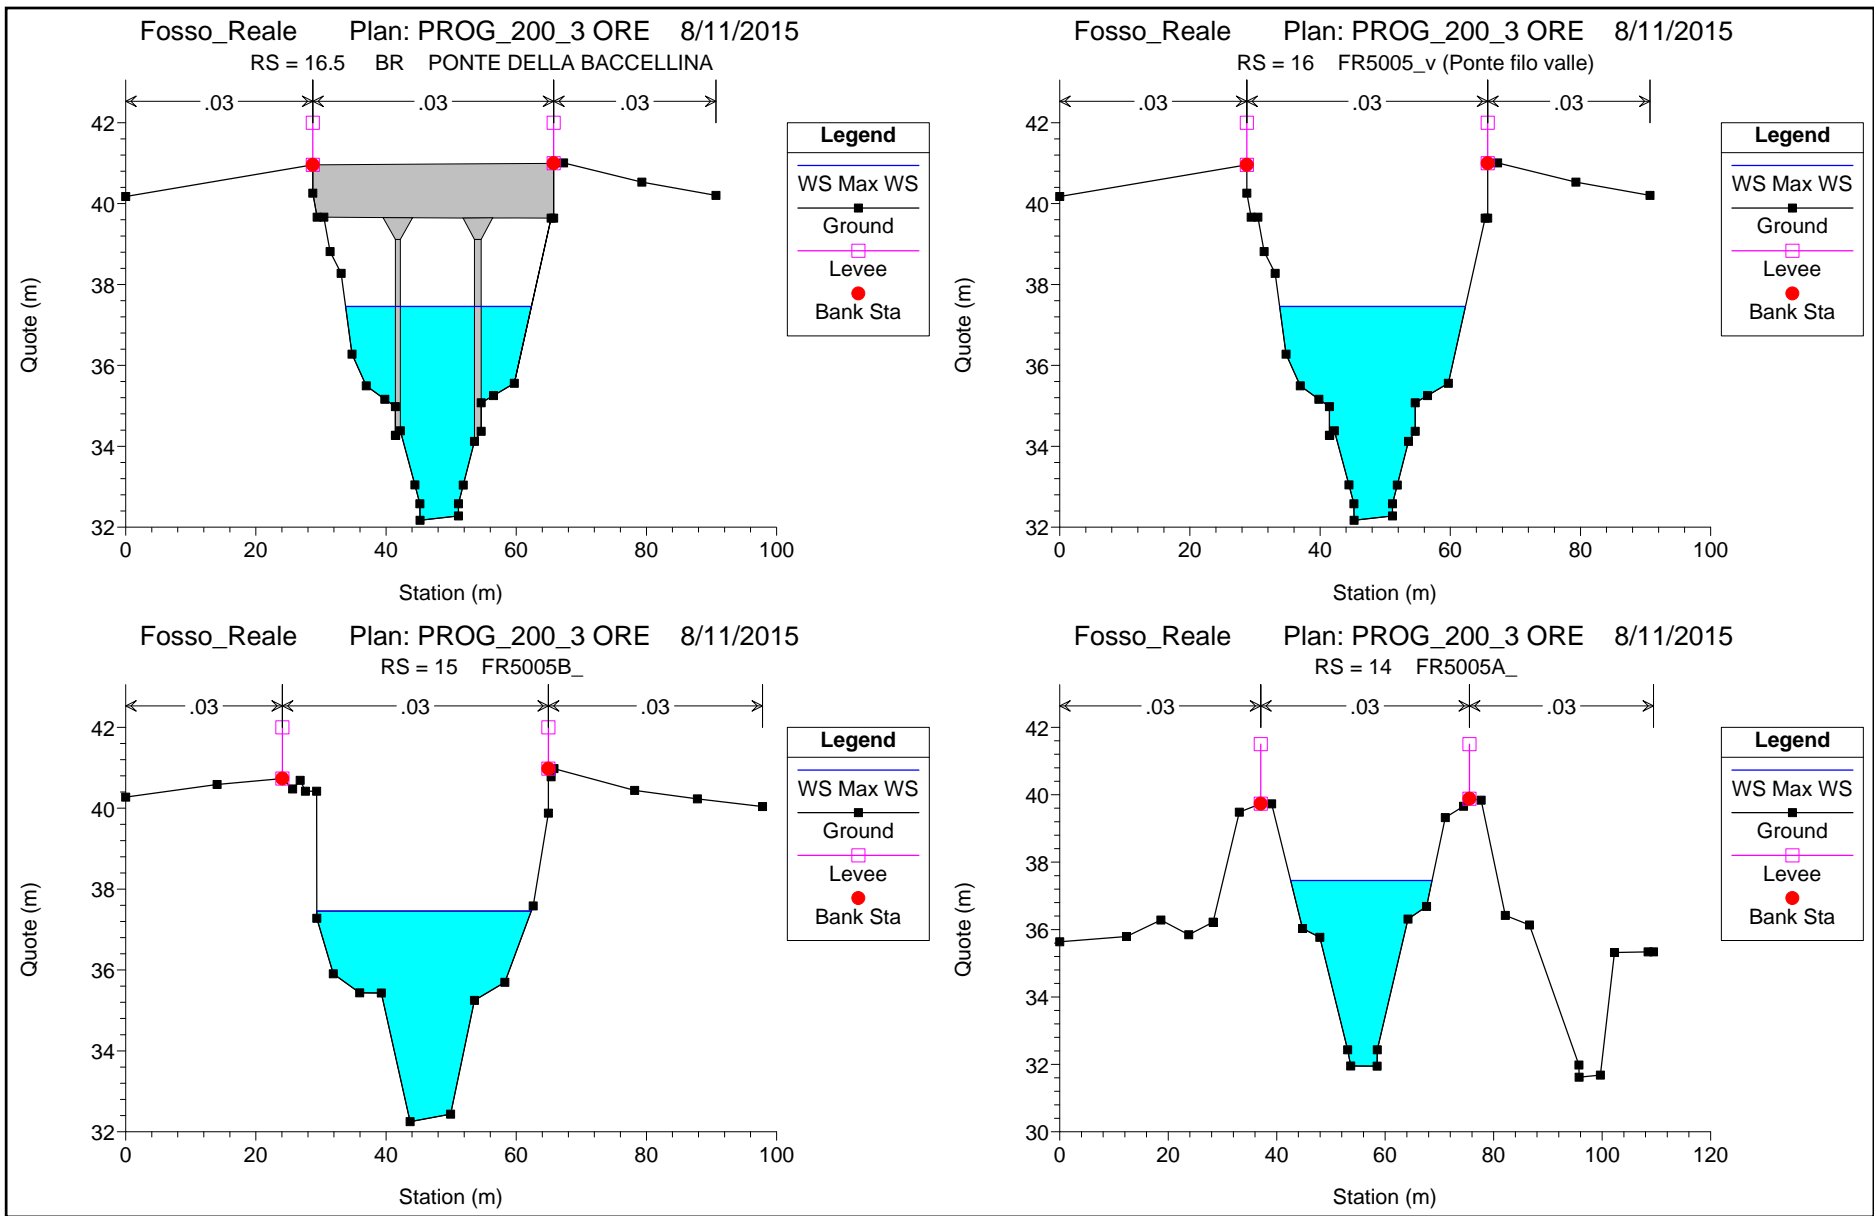 Fosso_Reale Plan: PROG_200_3 ORE 8/11/2015
RS = 16.5 BR PONTE DELLA BACCELLINA
.03 .03 .03
42
40
38
36
34
32
Quote (m)
0 20 40 60 80 100
Station (m)
Legend
WS Max WS
Ground
Levee
Bank Sta
Fosso_Reale Plan: PROG_200_3 ORE 8/11/2015
RS = 16 FR5005_v (Ponte filo valle)
.03 .03 .03
42
40
38
36
34
32
Quote (m)
0 20 40 60 80 100
Station (m)
Legend
WS Max WS
Ground
Levee
Bank Sta
Fosso_Reale Plan: PROG_200_3 ORE 8/11/2015
RS = 15 FR5005B_
.03 .03 .03
42
40
38
36
34
32
Quote (m)
0 20 40 60 80 100
Station (m)
Legend
WS Max WS
Ground
Levee
Bank Sta
Fosso_Reale Plan: PROG_200_3 ORE 8/11/2015
RS = 14 FR5005A_
.03 .03 .03
42
40
38
36
34
32
30
Quote (m)
0 20 40 60 80 100 120
Station (m)
Legend
WS Max WS
Ground
Levee
Bank Sta